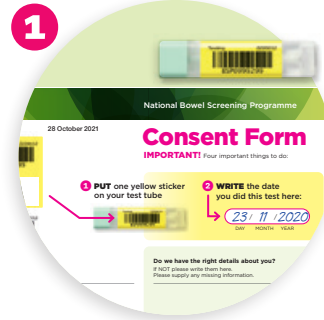 1
BSP0995299
National Bowel Screening Programme
28 October 2021
Consent Form
IMPORTANT! Four important things to do:
1 PUT one yellow sticker
on your test tube
2 WRITE the date
you did this test here:
23 / 11 / 2020
DAY MONTH YEAR
Do we have the right details about you?
If NOT please write them here.
Please supply any missing information.